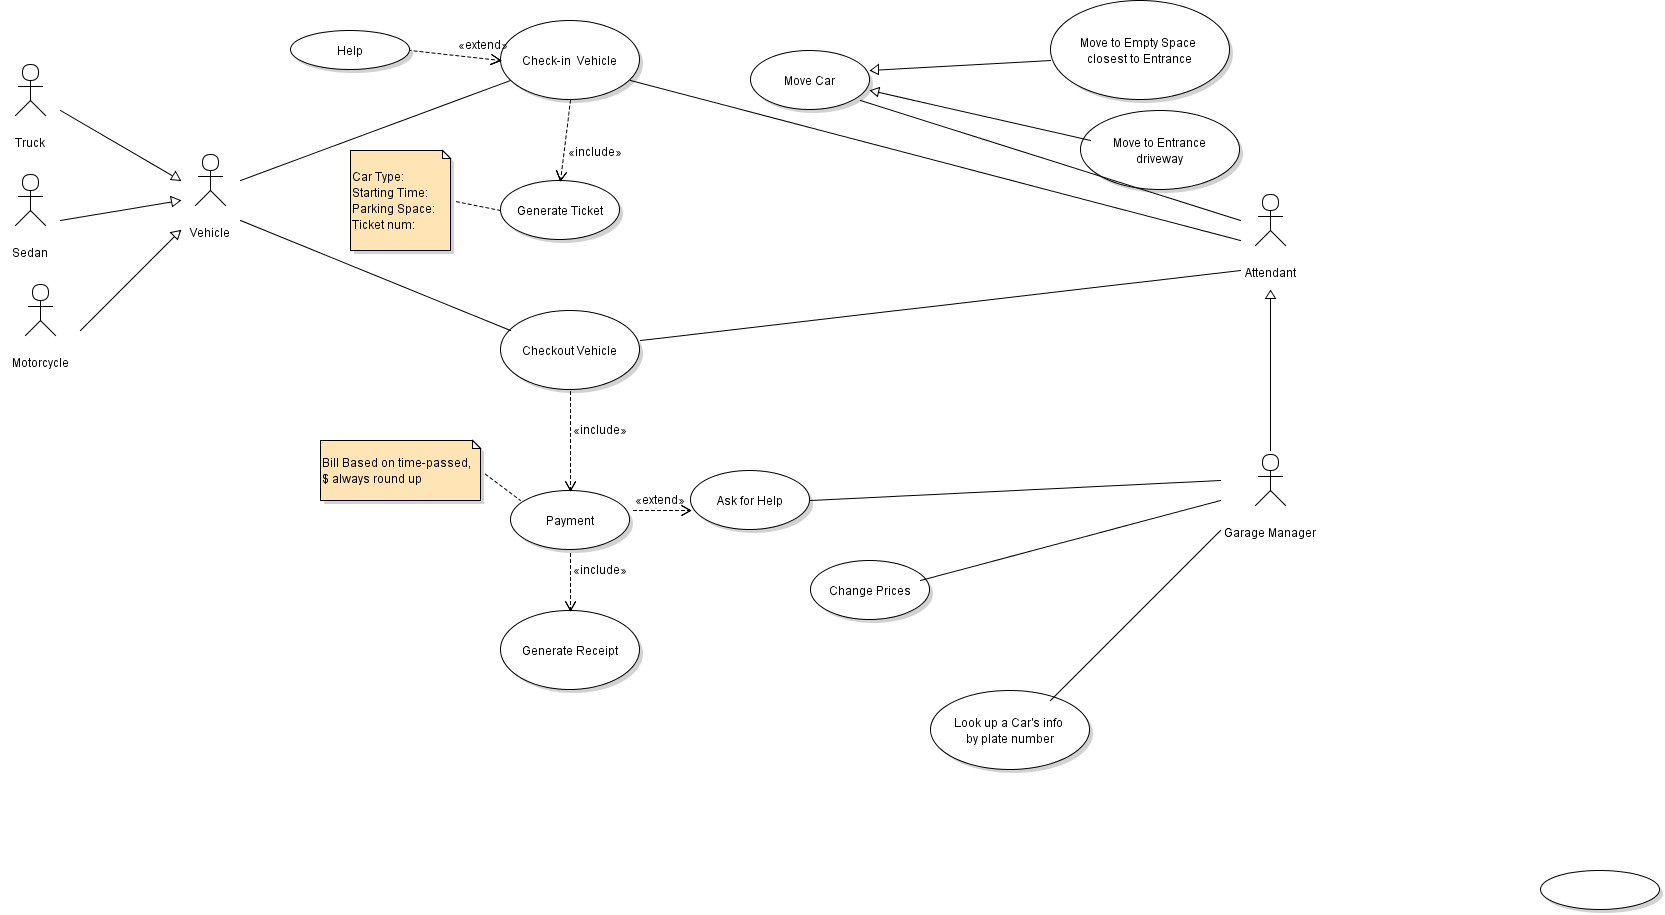 Help
«extend»
Check-in  Vehicle
Move to Empty Space
closest to Entrance
Move Car
Truck
«include»
Move to Entrance
driveway
Car Type:
Starting Time:
Parking Space:
Ticket num:
Generate Ticket
Vehicle
Sedan
Attendant
Motorcycle
Checkout Vehicle
«include»
Bill Based on time-passed,
$ always round up
«extend»
Ask for Help
Payment
Garage Manager
«include»
Change Prices
Generate Receipt
Look up a Car's info
by plate number